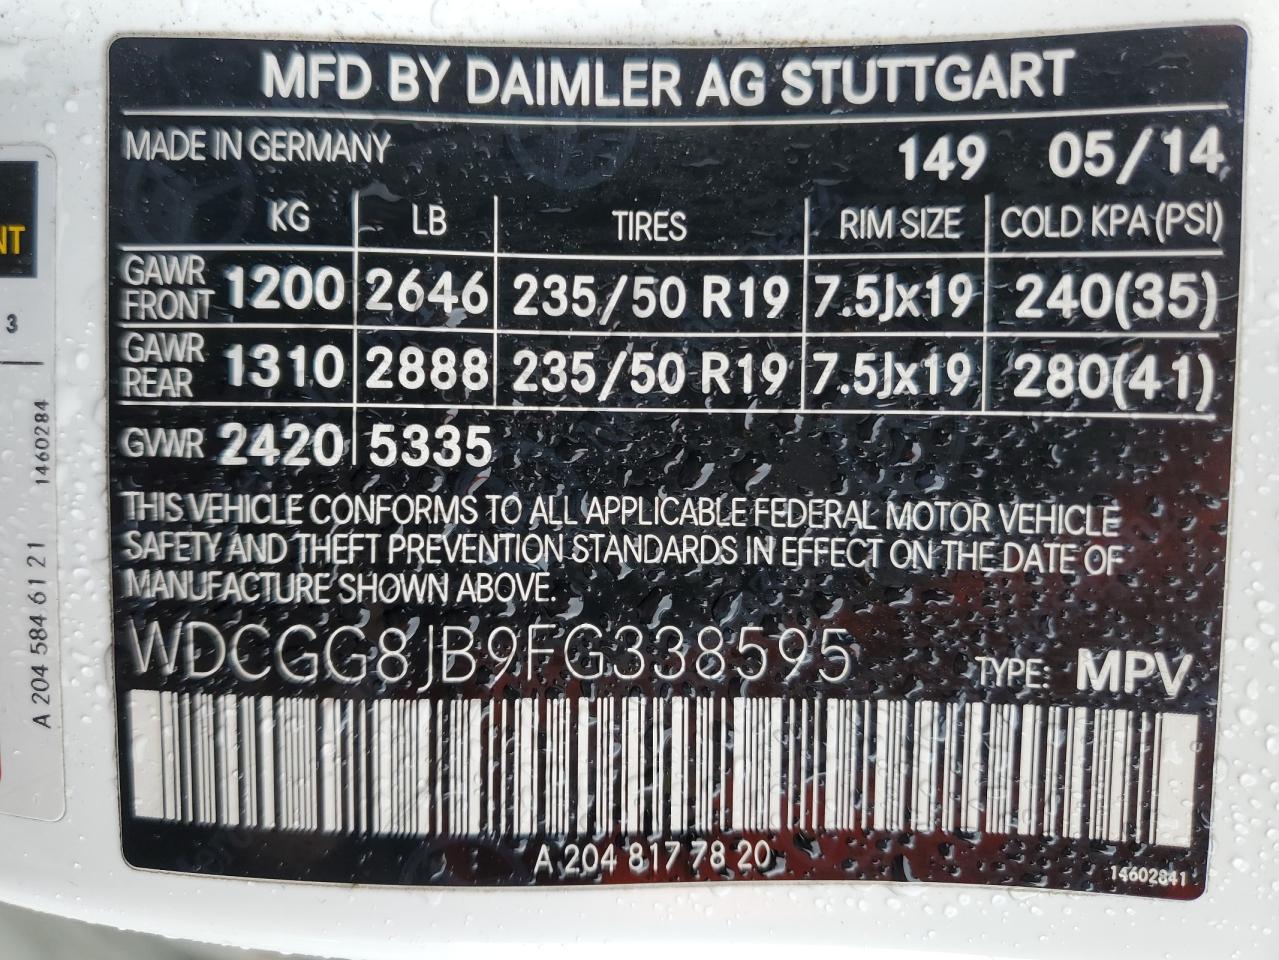 MFD BY DAIMLER AG STUTTGART
MADE IN GERMANY 149 05/14
KG LB TIRES RIM SIZE COLD KPA (PSI)
GAWR FRONT 1200 2646 235/50 R19 7.5Jx19 240(35)
GAWR REAR 1310 2888 235/50 R19 7.5Jx19 280(41)
GVWR 2420 5335
THIS VEHICLE CONFORMS TO ALL APPLICABLE FEDERAL MOTOR VEHICLE
SAFETY AND THEFT PREVENTION STANDARDS IN EFFECT ON THE DATE OF
MANUFACTURE SHOWN ABOVE.
WDCGG8JB9FG338595 TYPE: MPV
A 204 817 78 20
14602841
NT
3
A 204 584 61 21 1460284